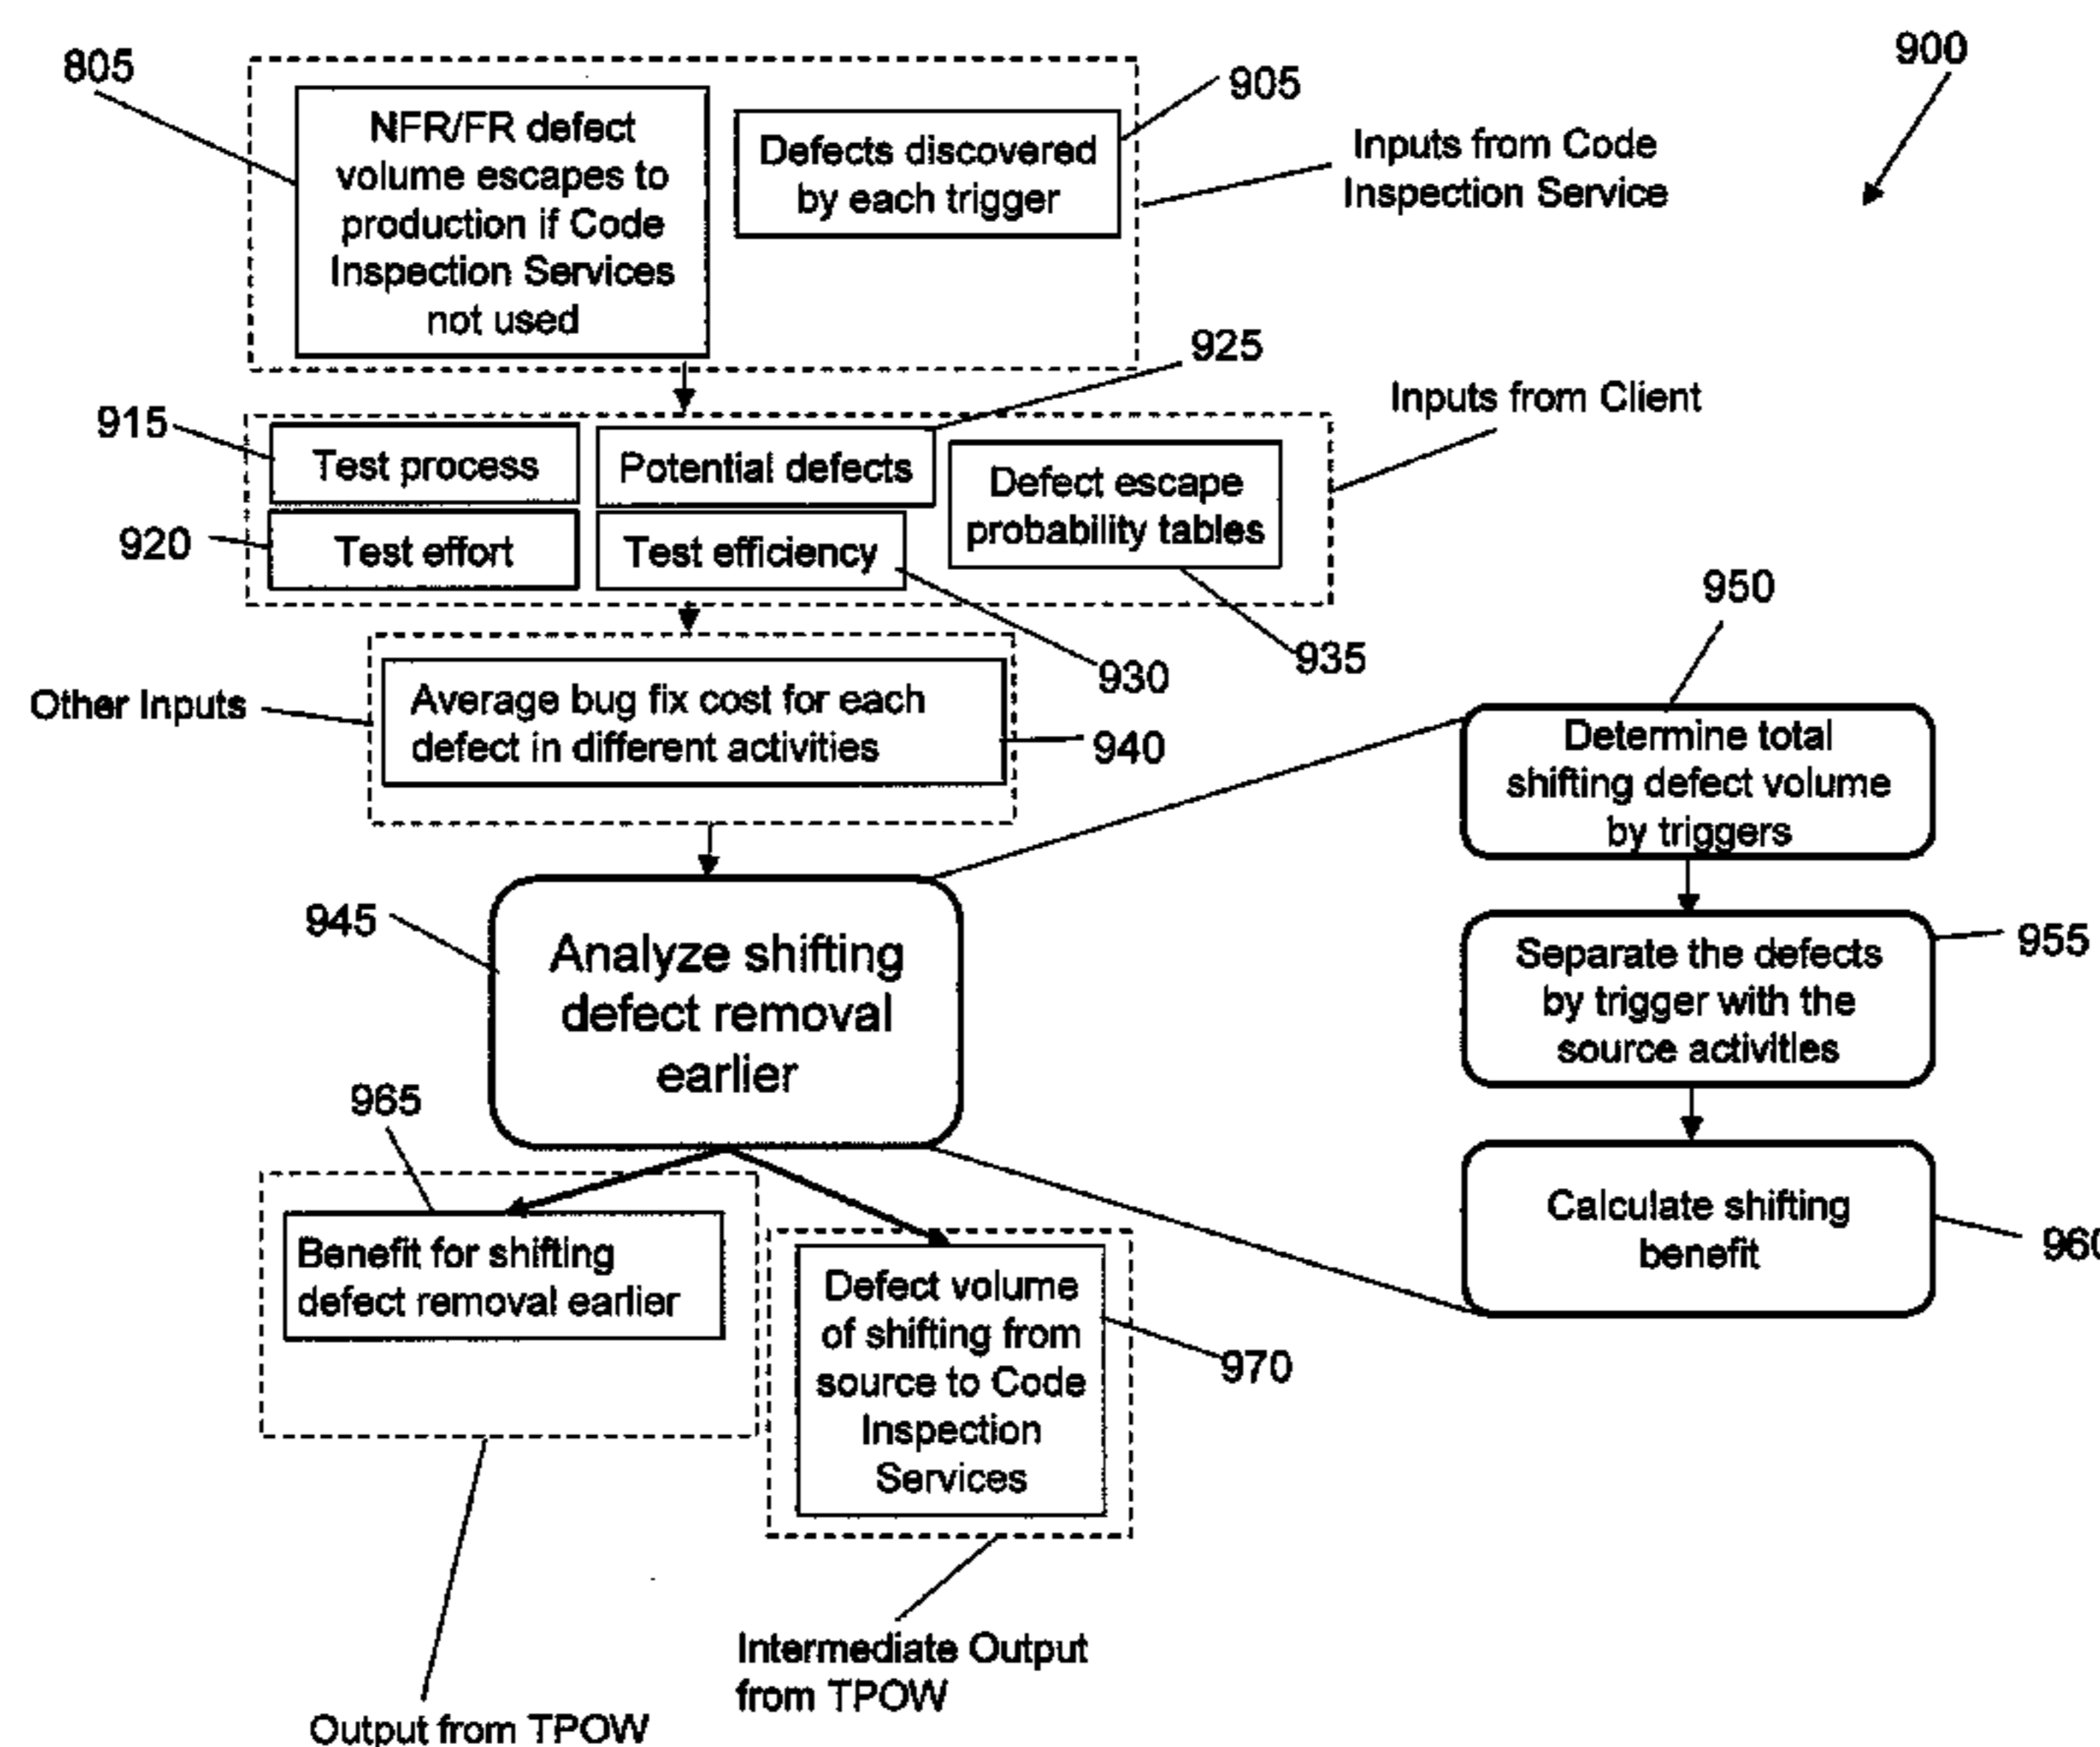 900
805
NFR/FR defect
volume escapes to
production if Code
Inspection Services
not used
905
Defects discovered
by each trigger
Inputs from Code
Inspection Service
925
Inputs from Client
915
Test process
Potential defects
Defect escape
probability tables
920
Test effort
Test efficiency
930
935
Other Inputs
Average bug fix cost for each
defect in different activities
940
950
Determine total
shifting defect volume
by triggers
945
Analyze shifting
defect removal
earlier
955
Separate the defects
by trigger with the
source activities
965
Benefit for shifting
defect removal earlier
Defect volume
of shifting from
source to Code
Inspection
Services
970
Calculate shifting
benefit
960
Intermediate Output
from TPOW
Output from TPOW